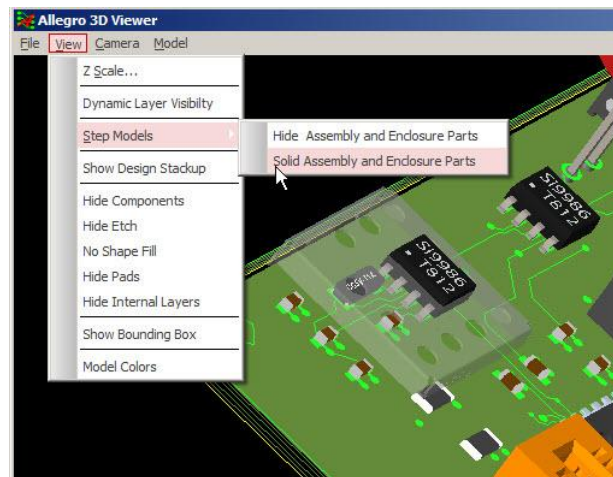 Allegro 3D Viewer
File View Camera Model
Z Scale...
Dynamic Layer Visibilty
Step Models
Hide Assembly and Enclosure Parts
Solid Assembly and Enclosure Parts
Show Design Stackup
Hide Components
Hide Etch
No Shape Fill
Hide Pads
Hide Internal Layers
Show Bounding Box
Model Colors
Si9986
T812
Si9986
T812